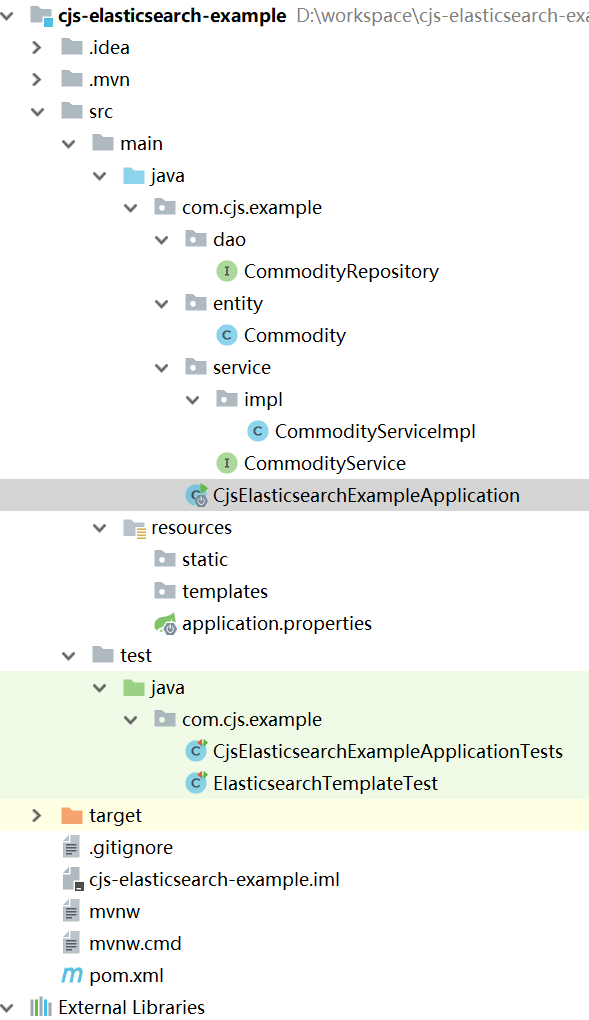 cjs-elasticsearch-example D:\workspace\cjs-elasticsearch-exa
.idea
.mvn
src
main
java
com.cjs.example
dao
I CommodityRepository
entity
C Commodity
service
impl
C CommodityServiceImpl
I CommodityService
C CjsElasticsearchExampleApplication
resources
static
templates
application.properties
test
java
com.cjs.example
C CjsElasticsearchExampleApplicationTests
C ElasticsearchTemplateTest
target
.gitignore
cjs-elasticsearch-example.iml
mvnw
mvnw.cmd
m pom.xml
External Libraries